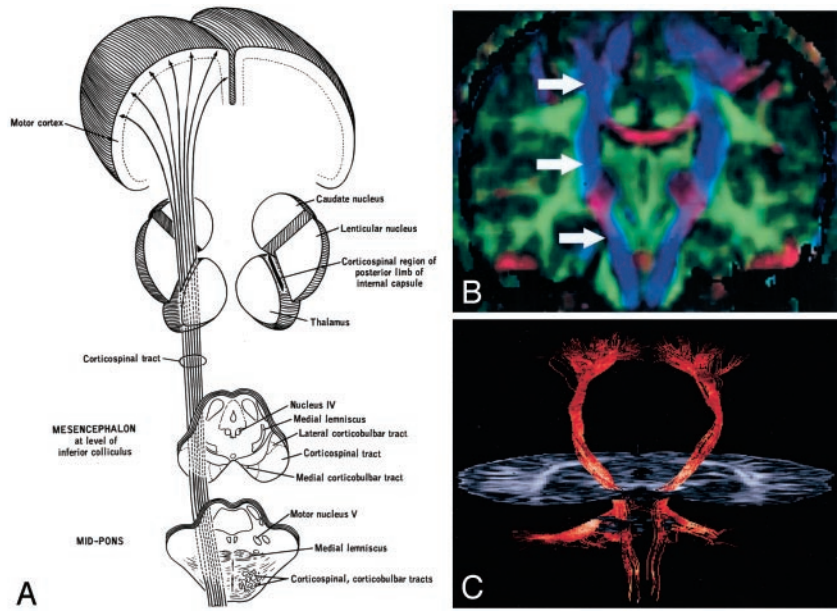 Motor cortex
Caudate nucleus
Lenticular nucleus
Corticospinal region of
posterior limb of
internal capsule
Thalamus
Corticospinal tract
MESENCEPHALON
at level of
inferior colliculus
Nucleus IV
Medial lemniscus
Lateral corticobulbar tract
Corticospinal tract
Medial corticobulbar tract
MID-PONS
Motor nucleus V
Medial lemniscus
Corticospinal, corticobulbar tracts
A
B
C